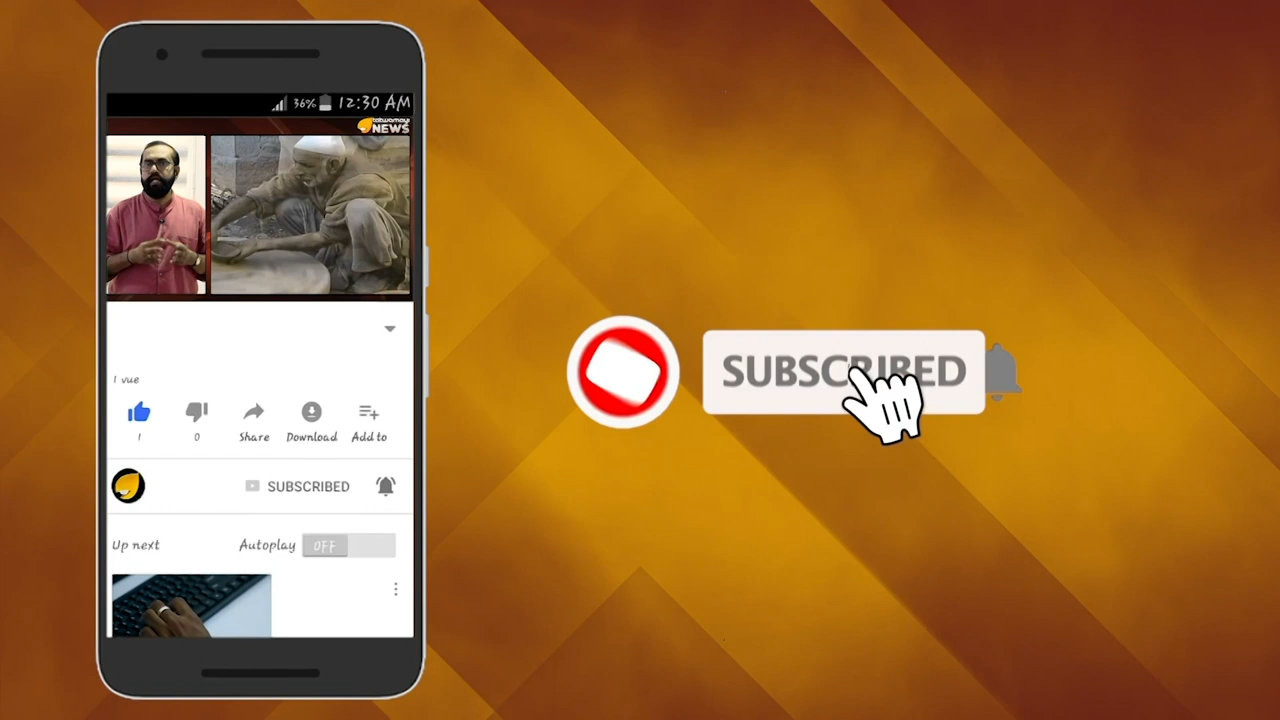 36% 12:30 AM
tatwamayi
NEWS
1 vue
1 0 Share Download Add to
SUBSCRIBED
Up next Autoplay OFF
SUBSCRIBED